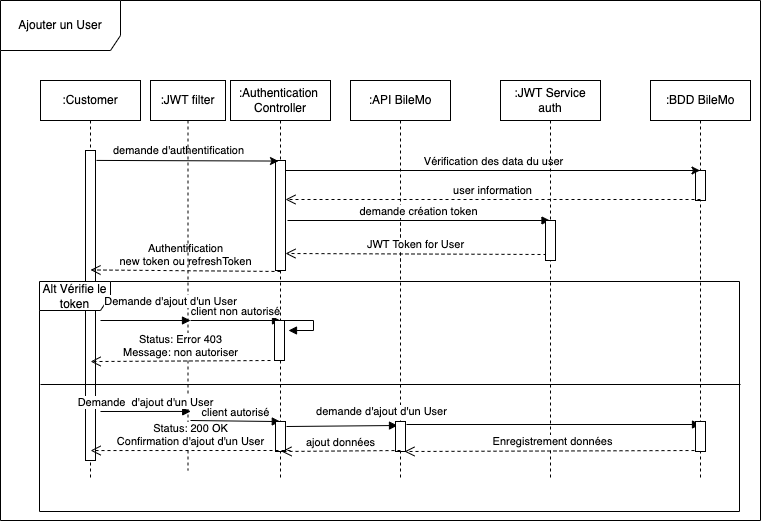 Ajouter un User
:Customer
:JWT filter
:Authentication
Controller
:API BileMo
:JWT Service
auth
:BDD BileMo
demande d'authentification
Vérification des data du user
user information
demande création token
JWT Token for User
Authentification
new token ou refreshToken
Alt Vérifie le
token
Demande d'ajout d'un User
client non autorisé
Status: Error 403
Message: non autoriser
Demande  d'ajout d'un User
client autorisé
demande d'ajout d'un User
Status: 200 OK
Confirmation d'ajout d'un User
ajout données
Enregistrement données